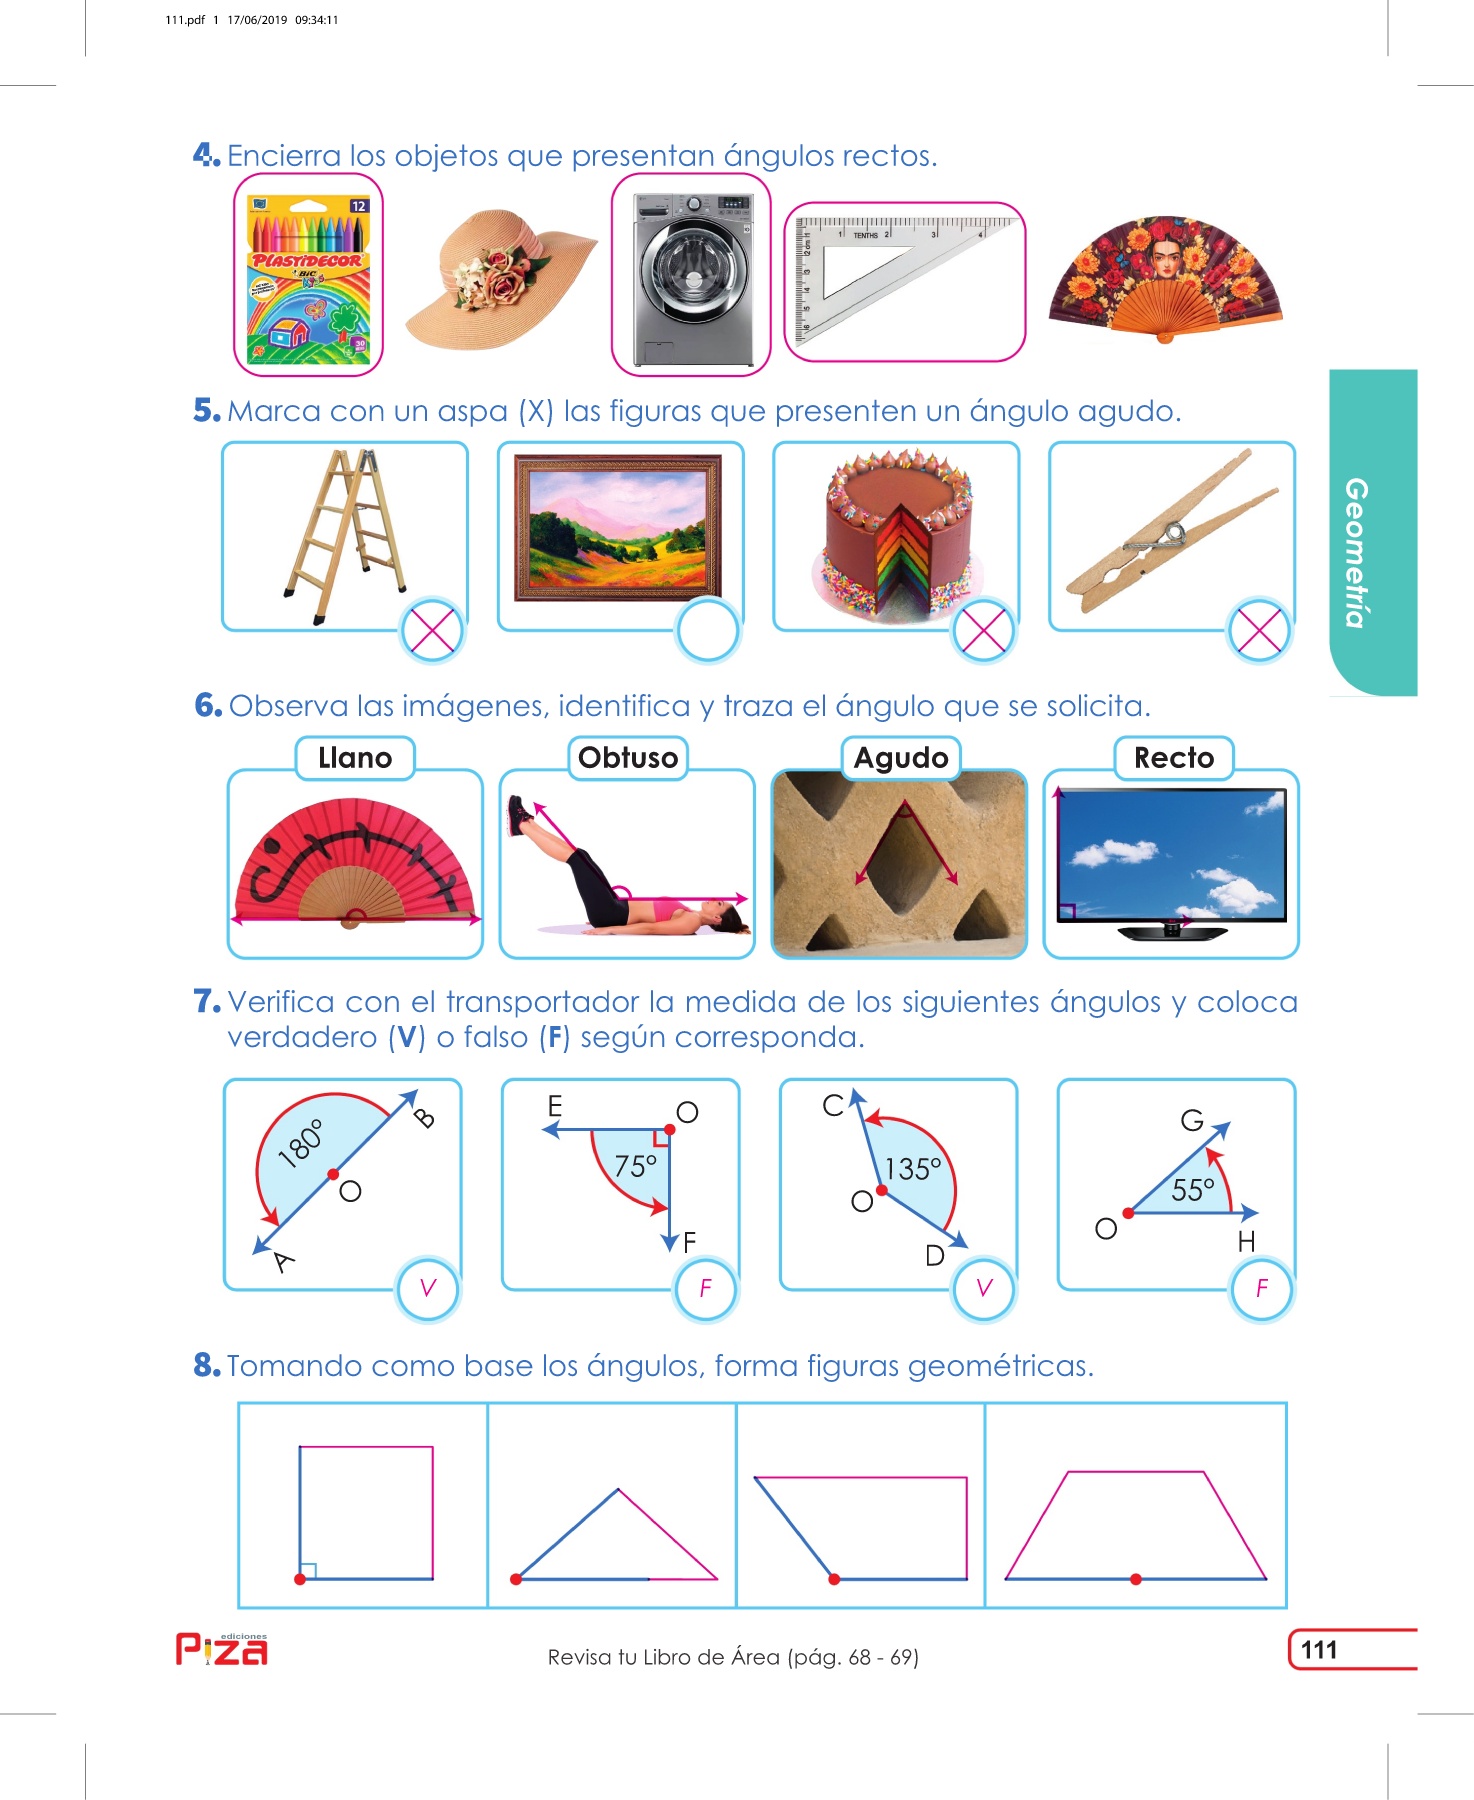 111.pdf 1 17/06/2019 09:34:11
4. Encierra los objetos que presentan ángulos rectos.
12
PLASTIDECOR
BIC
KIDS
30
1 TENTHS 2 3 4
5. Marca con un aspa (X) las figuras que presenten un ángulo agudo.
Geometría
6. Observa las imágenes, identifica y traza el ángulo que se solicita.
Llano Obtuso Agudo Recto
7. Verifica con el transportador la medida de los siguientes ángulos y coloca
verdadero (V) o falso (F) según corresponda.
180° B O A V
E O 75° F F
C 135° O D V
G 55° O H F
8. Tomando como base los ángulos, forma figuras geométricas.
ediciones
Piza
Revisa tu Libro de Área (pág. 68 - 69)
111